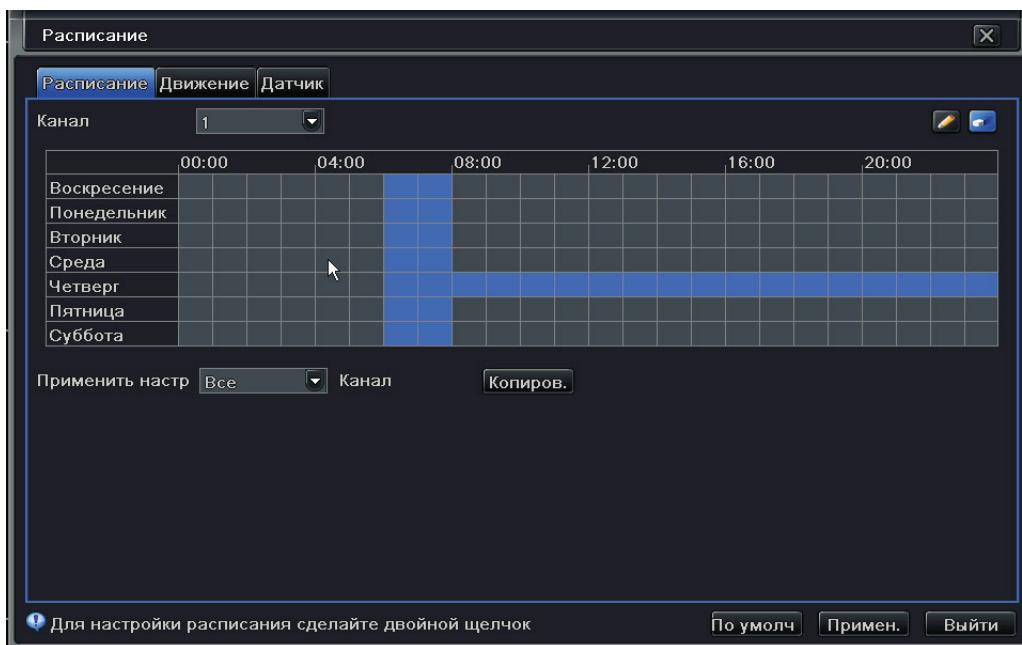 Расписание
Расписание Движение Датчик
Канал 1
00:00 04:00 08:00 12:00 16:00 20:00
Воскресение
Понедельник
Вторник
Среда
Четверг
Пятница
Суббота
Применить настр Все Канал Копиров.
Для настройки расписания сделайте двойной щелчок По умолч Примен. Выйти